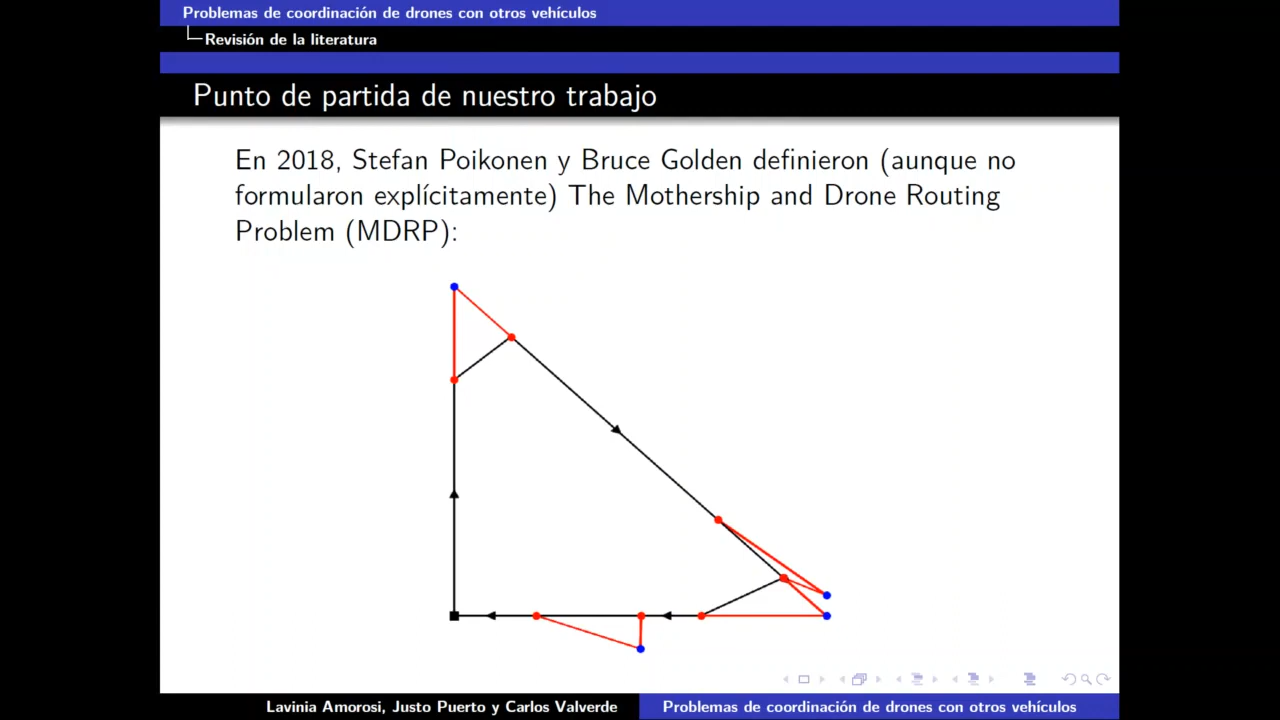 Problemas de coordinación de drones con otros vehículos
Revisión de la literatura
Punto de partida de nuestro trabajo
En 2018, Stefan Poikonen y Bruce Golden definieron (aunque no
formularon explícitamente) The Mothership and Drone Routing
Problem (MDRP):
Lavinia Amorosi, Justo Puerto y Carlos Valverde
Problemas de coordinación de drones con otros vehículos